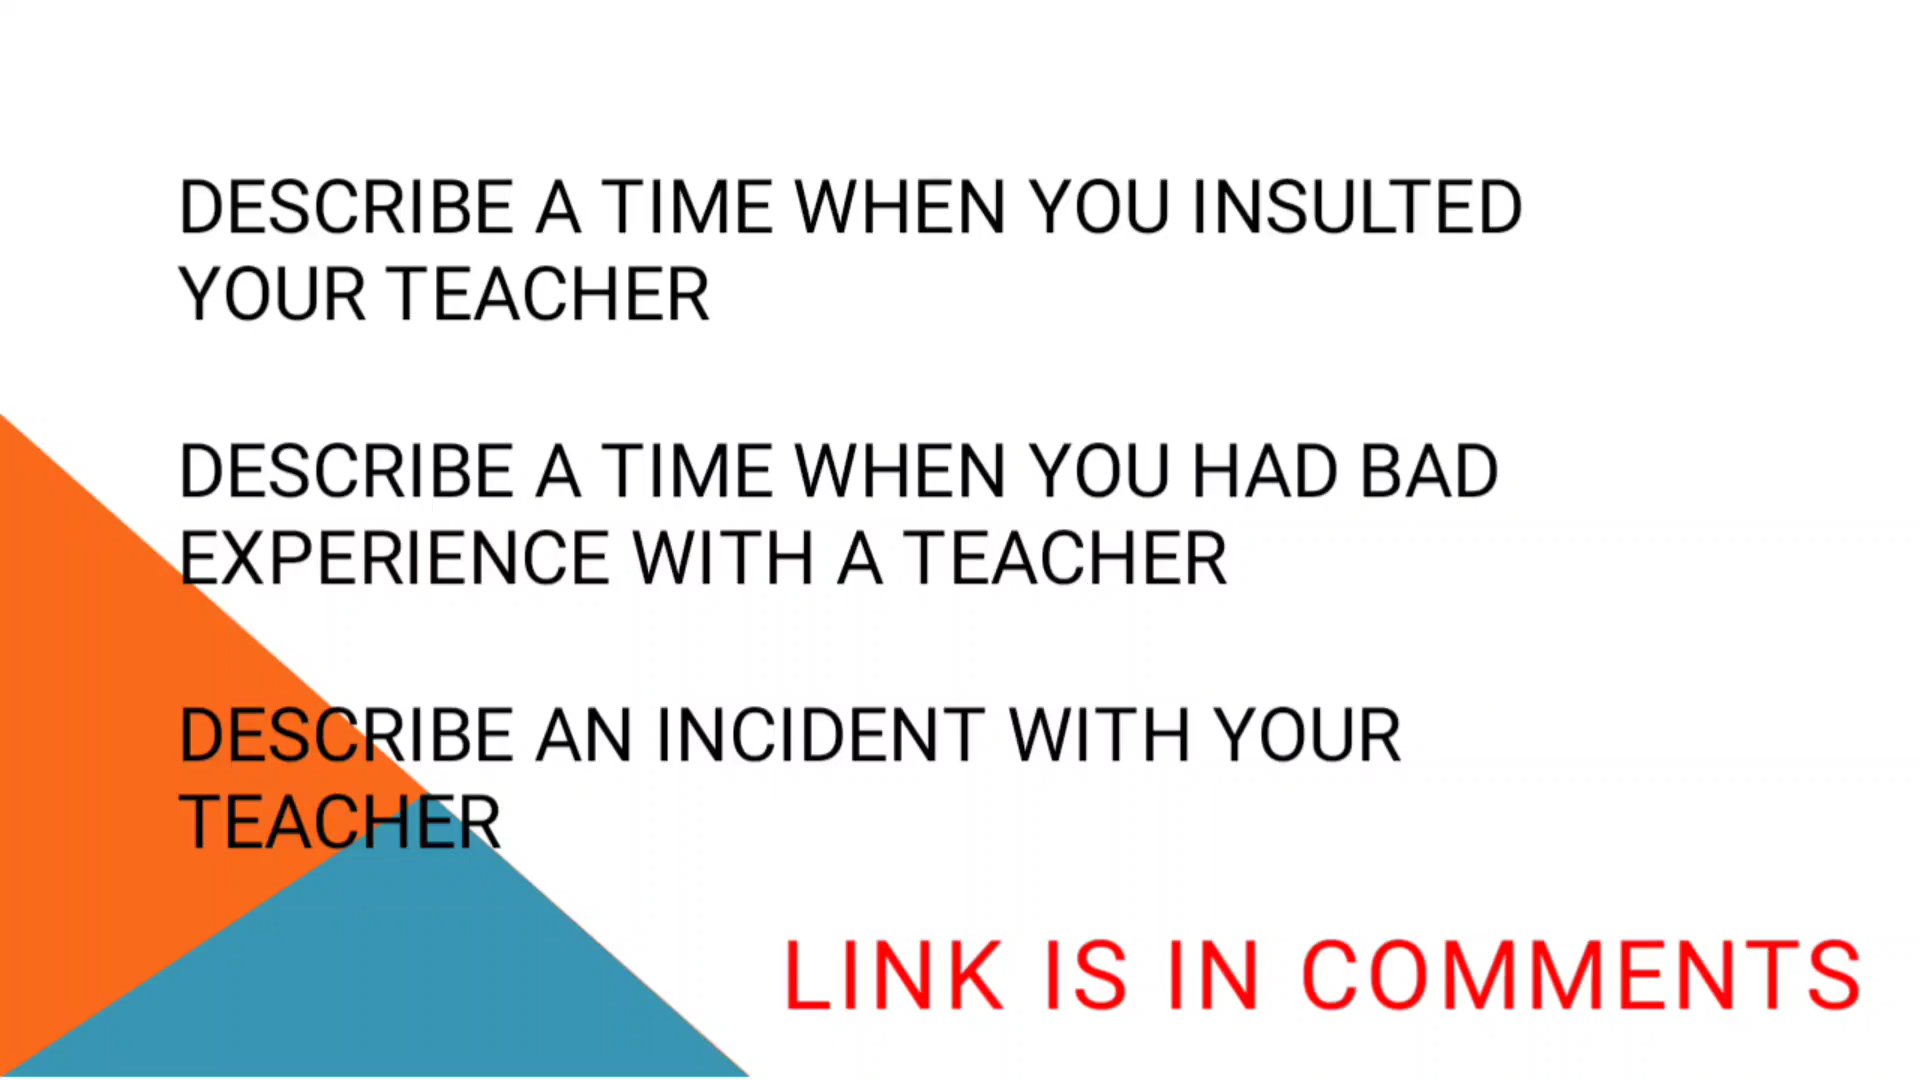 DESCRIBE A TIME WHEN YOU INSULTED
YOUR TEACHER
DESCRIBE A TIME WHEN YOU HAD BAD
EXPERIENCE WITH A TEACHER
DESCRIBE AN INCIDENT WITH YOUR
TEACHER
LINK IS IN COMMENTS